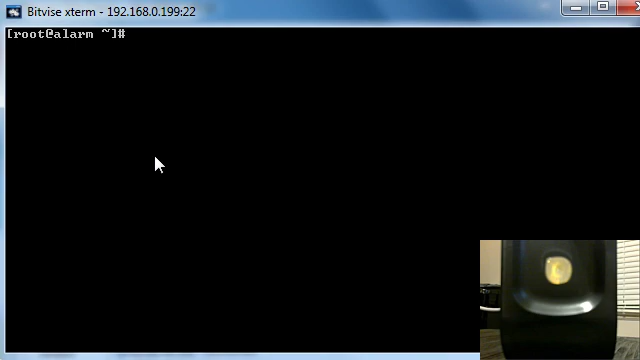 Bitvise xterm - 192.168.0.199:22
[root@alarm ~]#